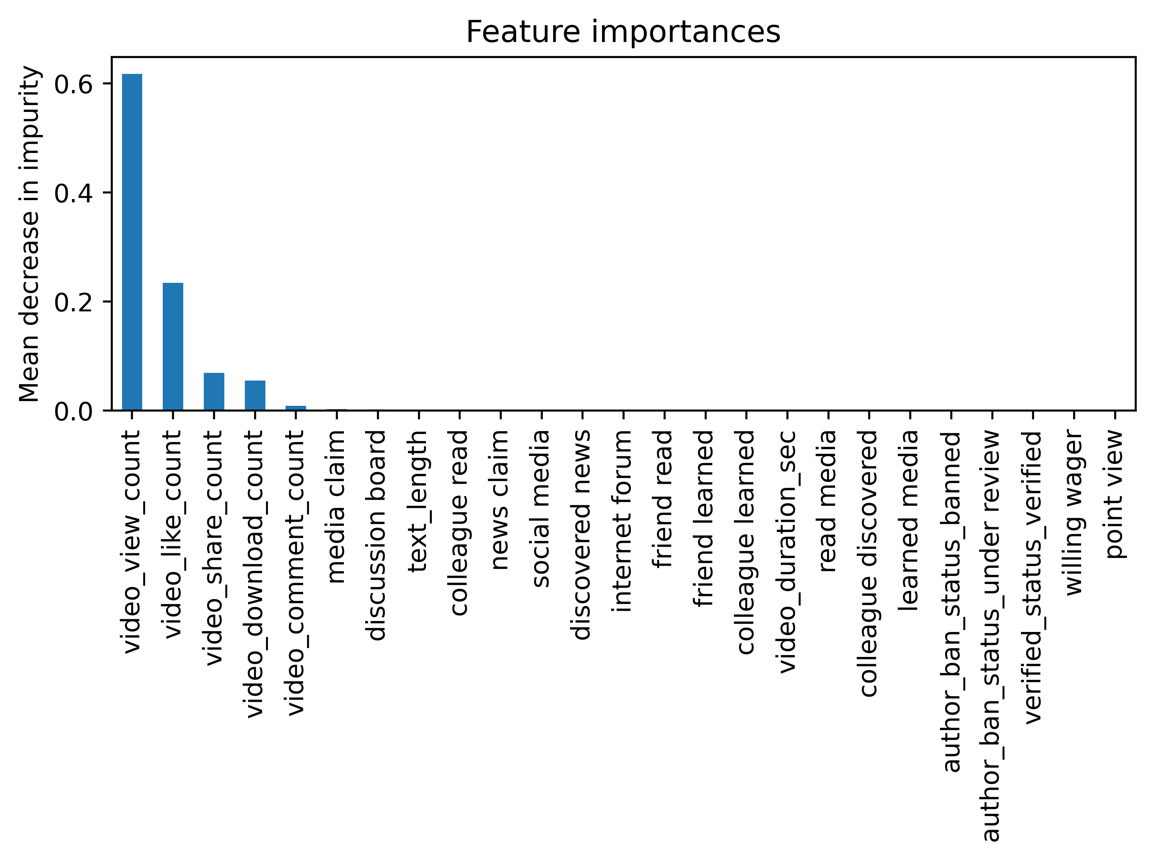 Feature importances
Mean decrease in impurity
0.6
0.4
0.2
0.0
video_view_count
video_like_count
video_share_count
video_download_count
video_comment_count
media claim
discussion board
text_length
colleague read
news claim
social media
discovered news
internet forum
friend read
friend learned
colleague learned
video_duration_sec
read media
colleague discovered
learned media
author_ban_status_banned
author_ban_status_under review
verified_status_verified
willing wager
point view